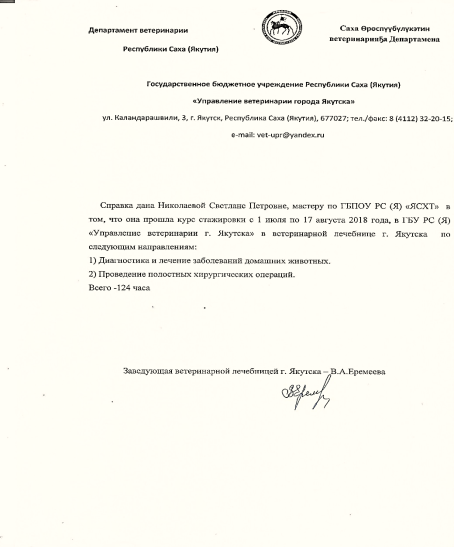 Департамент ветеринарии
Республики Саха (Якутия)
Саха Өрөспүүбүлүкэтин
ветеринарияҕа Департамена
Государственное бюджетное учреждение Республики Саха (Якутия)
«Управление ветеринарии города Якутска»
ул. Каландарашвили, 3, г. Якутск, Республика Саха (Якутия), 677027; тел./факс: 8 (4112) 32-20-15;
e-mail: vet-upr@yandex.ru
Справка дана Николаевой Светлане Петровне, мастеру по ГБПОУ РС (Я) «ЯСХТ» в
том, что она прошла курс стажировки с 1 июля по 17 августа 2018 года, в ГБУ РС (Я)
«Управление ветеринарии г. Якутска» в ветеринарной лечебнице г. Якутска по
следующим направлениям:
1) Диагностика и лечение заболеваний домашних животных.
2) Проведение полостных хирургических операций.
Всего -124 часа
Заведующая ветеринарной лечебницей г. Якутска – В.А.Еремеева